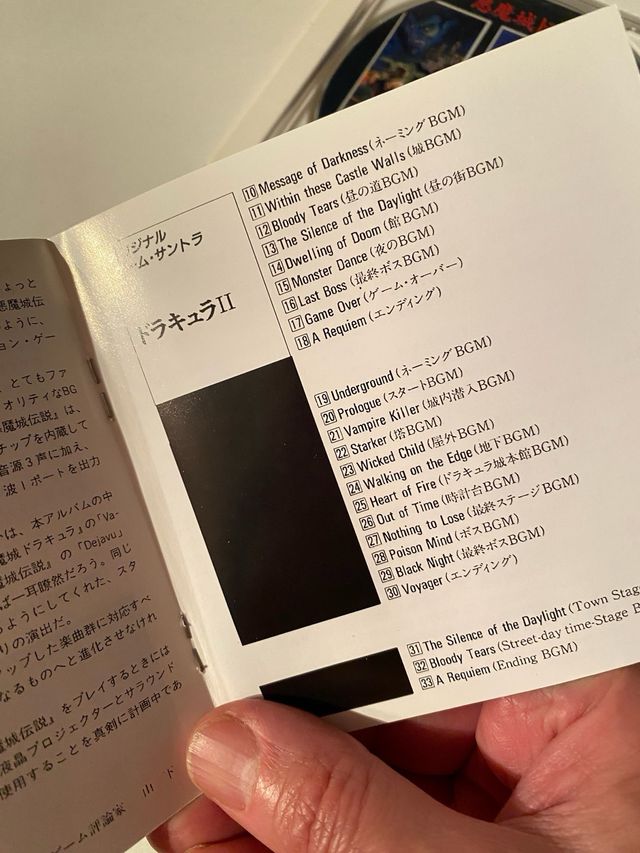 悪魔城
ょっと
悪魔城伝
ように、
ョン・ゲー
、とてもファ
オリティなBG
魔城伝説』は、
チップを内蔵して
音源3声に加え、
波1ポートを出力
トは、本アルバムの中
魔城ドラキュラ』の「Va-
魔城伝説』の「Dejavu」
ば一耳瞭然だろう。同じ
ようにしてくれた、スタ
りの演出だ。
ップした楽曲群に対応すべ
なるものへと進化させなけれ
魔城伝説』をプレイするときには
液晶プロジェクターとサラウンド
使用することを真剣に計画中であ
ゲーム評論家 山下
ジナル
ム・サントラ
ドラキュラII
10 Message of Darkness(ネーミングBGM)
11 Within these Castle Walls(城BGM)
12 Bloody Tears(昼の道BGM)
13 The Silence of the Daylight(昼の街BGM)
14 Dwelling of Doom(館BGM)
15 Monster Dance(夜のBGM)
16 Last Boss(最終ボスBGM)
17 Game Over(ゲーム・オーバー)
18 A Requiem(エンディング)
19 Underground(ネーミングBGM)
20 Prologue(スタートBGM)
21 Vampire Killer(城内潜入BGM)
22 Starker(塔BGM)
23 Wicked Child(屋外BGM)
24 Walking on the Edge(地下BGM)
25 Heart of Fire(ドラキュラ城本館BGM)
26 Out of Time(時計台BGM)
27 Nothing to Lose(最終ステージBGM)
28 Poison Mind(ボスBGM)
29 Black Night(最終ボスBGM)
30 Voyager(エンディング)
31 The Silence of the Daylight(Town Stag
32 Bloody Tears(Street-day time-Stage B
33 A Requiem(Ending BGM)